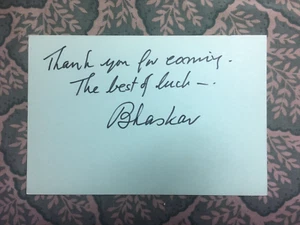 Thank you for coming.
The best of luck —.
Bhaskar